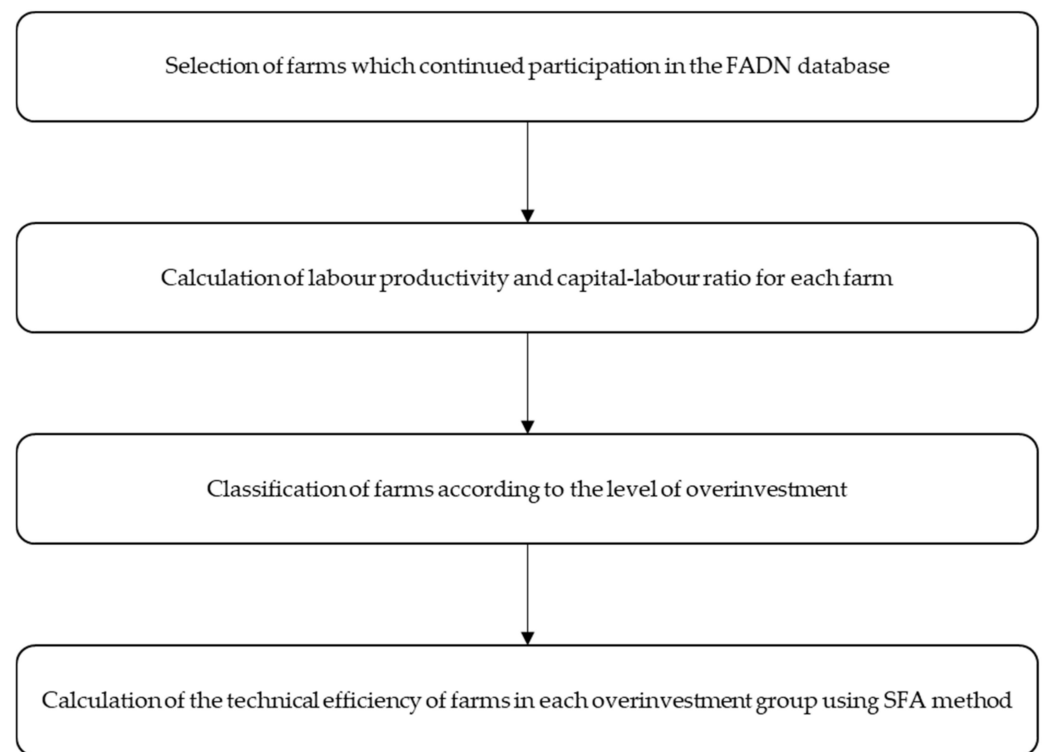 Selection of farms which continued participation in the FADN database
Calculation of labour productivity and capital-labour ratio for each farm
Classification of farms according to the level of overinvestment
Calculation of the technical efficiency of farms in each overinvestment group using SFA method